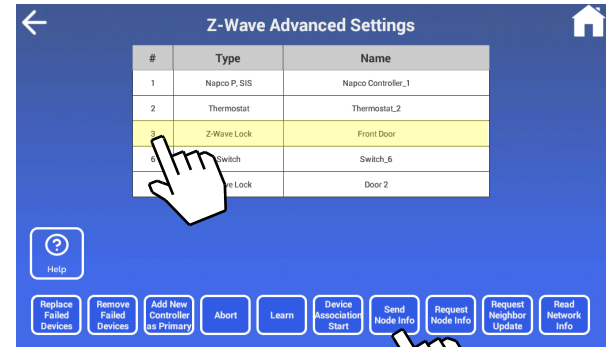 Z-Wave Advanced Settings
# Type Name
1 Napco P, SIS Napco Controller_1
2 Thermostat Thermostat_2
3 Z-Wave Lock Front Door
6 Switch Switch_6
Lock Door 2
Help
Replace
Failed
Devices
Remove
Failed
Devices
Add New
Controller
as Primary
Abort
Learn
Device
Association
Start
Send
Node Info
Request
Node Info
Request
Neighbor
Update
Read
Network
Info